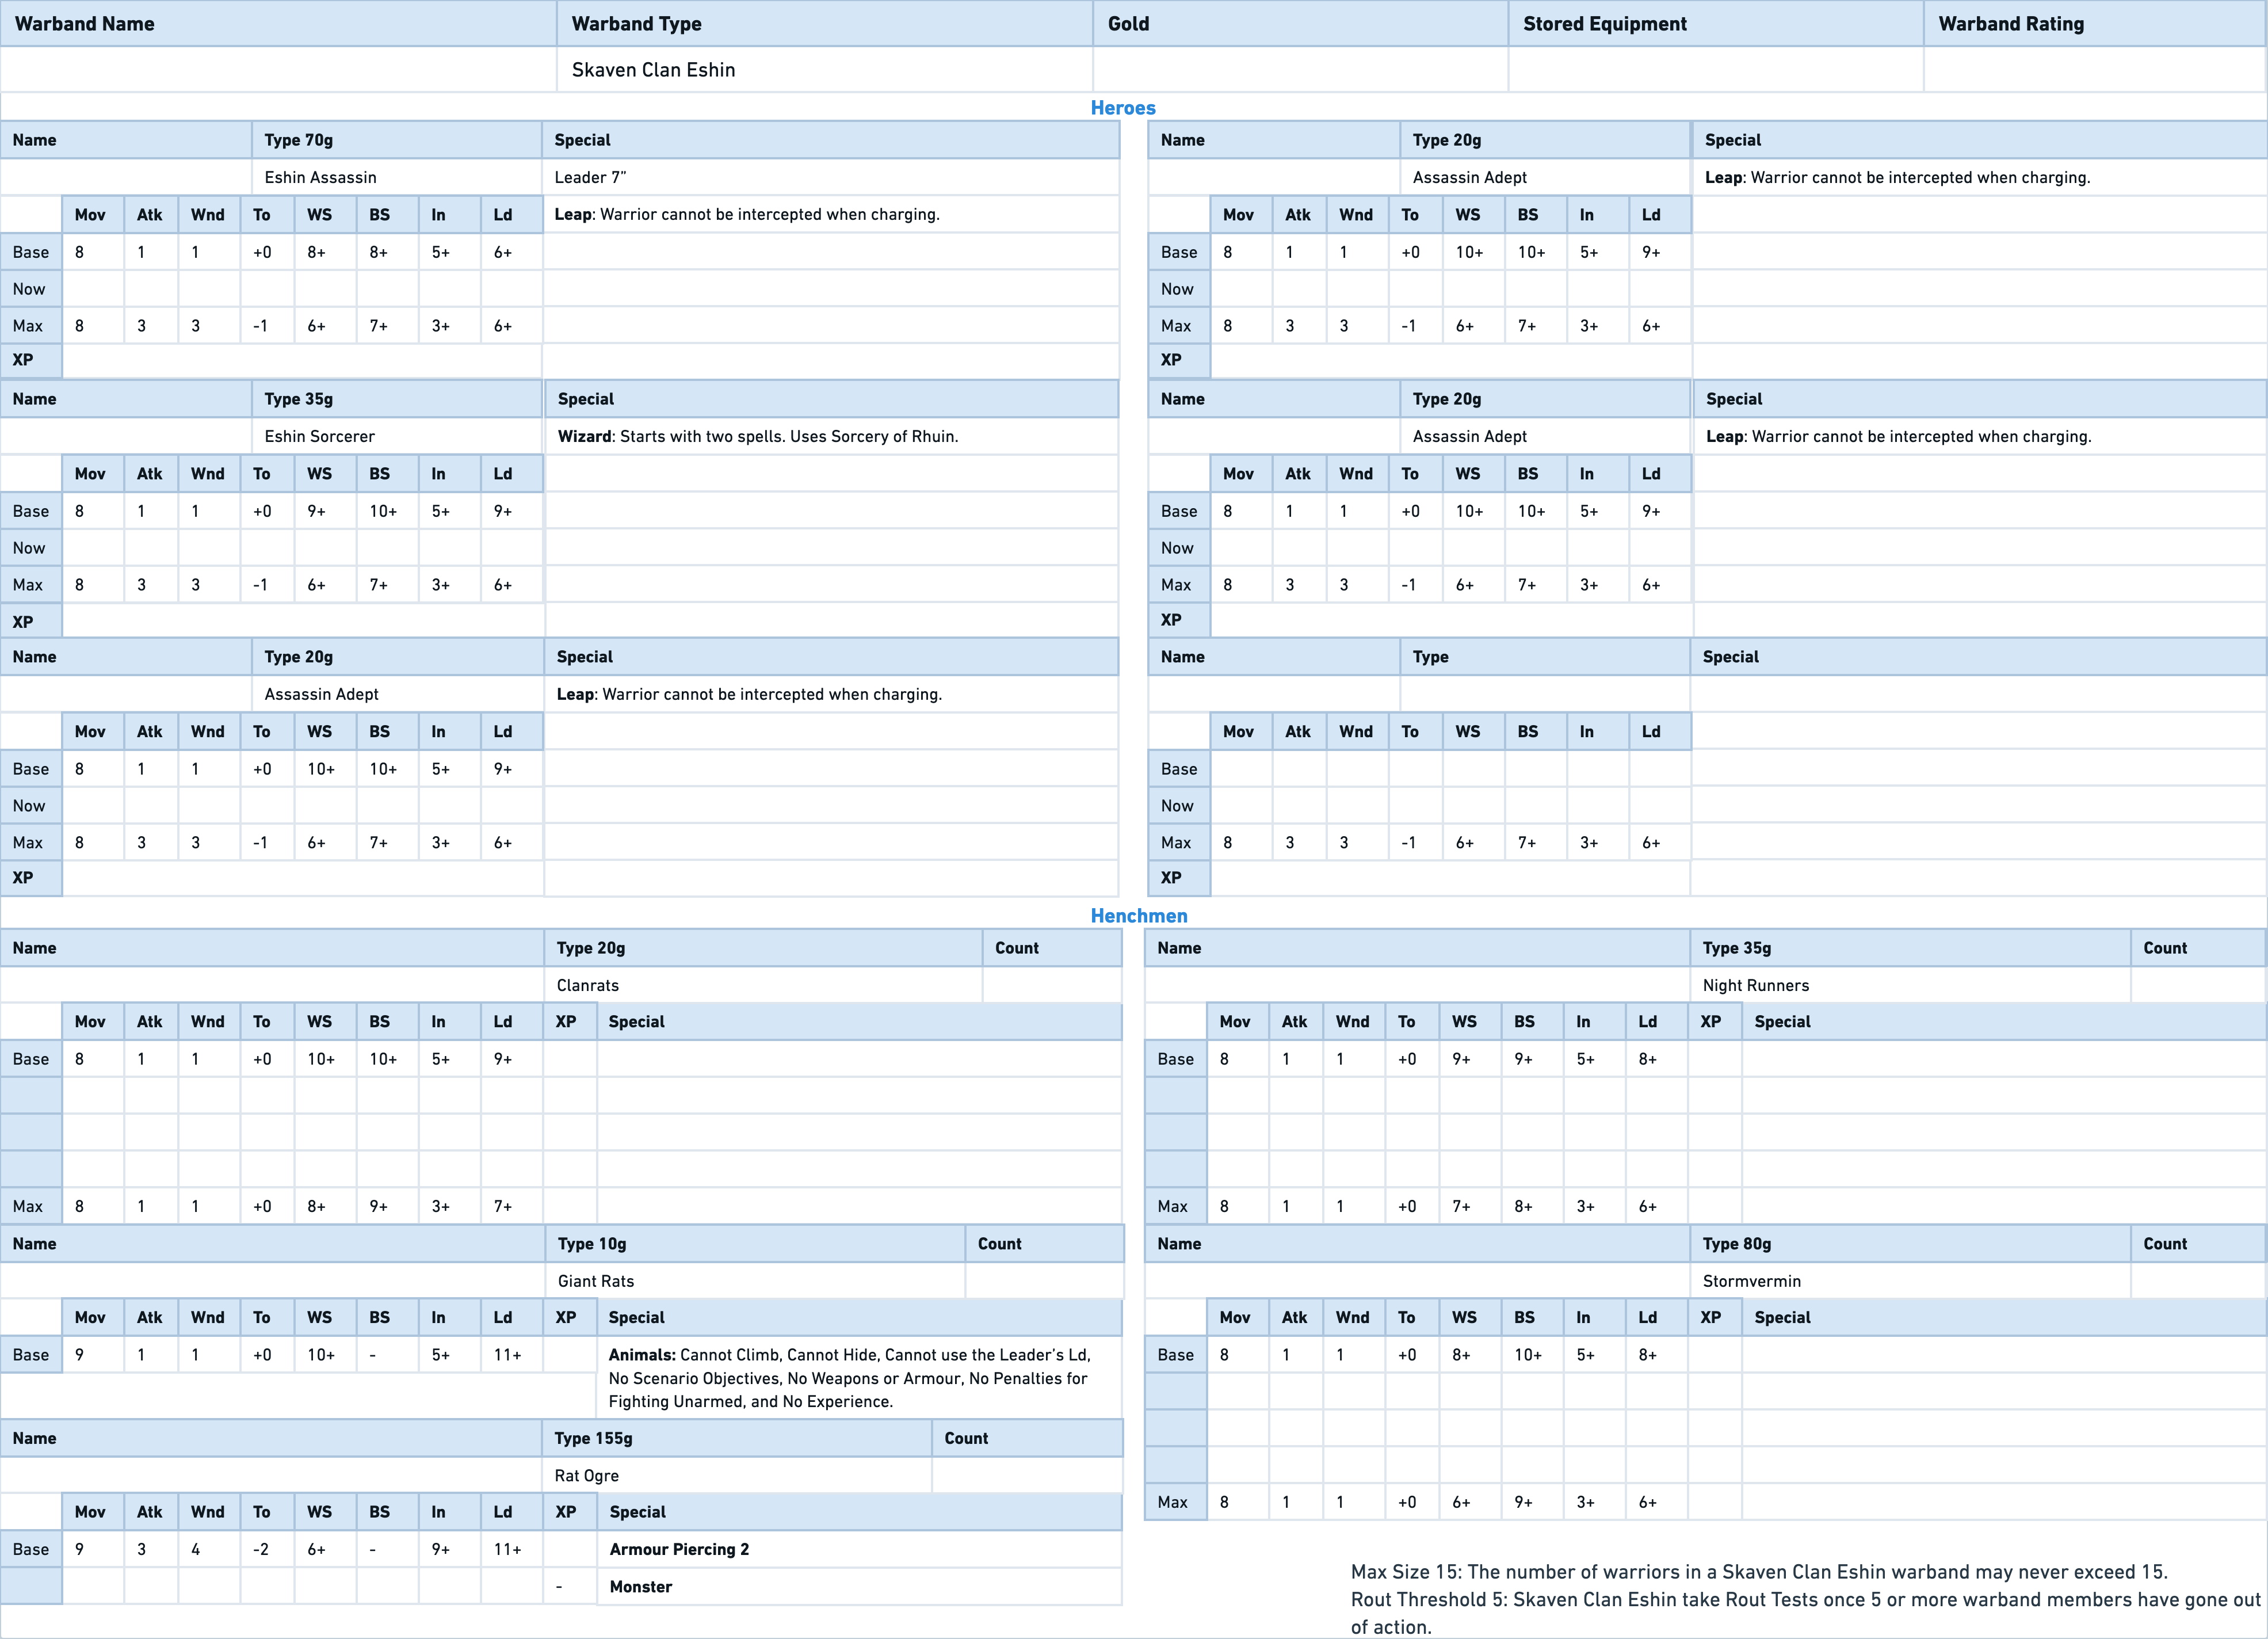 Warband Name Warband Type Gold Stored Equipment Warband Rating
Skaven Clan Eshin
Heroes
Name Type 70g Special
Eshin Assassin Leader 7"
Mov Atk Wnd To WS BS In Ld Leap: Warrior cannot be intercepted when charging.
Base 8 1 1 +0 8+ 8+ 5+ 6+
Now
Max 8 3 3 -1 6+ 7+ 3+ 6+
XP
Name Type 20g Special
Assassin Adept Leap: Warrior cannot be intercepted when charging.
Mov Atk Wnd To WS BS In Ld
Base 8 1 1 +0 10+ 10+ 5+ 9+
Now
Max 8 3 3 -1 6+ 7+ 3+ 6+
XP
Name Type 35g Special
Eshin Sorcerer Wizard: Starts with two spells. Uses Sorcery of Rhuin.
Mov Atk Wnd To WS BS In Ld
Base 8 1 1 +0 9+ 10+ 5+ 9+
Now
Max 8 3 3 -1 6+ 7+ 3+ 6+
XP
Name Type 20g Special
Assassin Adept Leap: Warrior cannot be intercepted when charging.
Mov Atk Wnd To WS BS In Ld
Base 8 1 1 +0 10+ 10+ 5+ 9+
Now
Max 8 3 3 -1 6+ 7+ 3+ 6+
XP
Name Type 20g Special
Assassin Adept Leap: Warrior cannot be intercepted when charging.
Mov Atk Wnd To WS BS In Ld
Base 8 1 1 +0 10+ 10+ 5+ 9+
Now
Max 8 3 3 -1 6+ 7+ 3+ 6+
XP
Name Type Special
Mov Atk Wnd To WS BS In Ld
Base
Now
Max 8 3 3 -1 6+ 7+ 3+ 6+
XP
Henchmen
Name Type 20g Count
Clanrats
Mov Atk Wnd To WS BS In Ld XP Special
Base 8 1 1 +0 10+ 10+ 5+ 9+
Max 8 1 1 +0 8+ 9+ 3+ 7+
Name Type 35g Count
Night Runners
Mov Atk Wnd To WS BS In Ld XP Special
Base 8 1 1 +0 9+ 9+ 5+ 8+
Max 8 1 1 +0 7+ 8+ 3+ 6+
Name Type 10g Count
Giant Rats
Mov Atk Wnd To WS BS In Ld XP Special
Base 9 1 1 +0 10+ - 5+ 11+ Animals: Cannot Climb, Cannot Hide, Cannot use the Leader's Ld,
No Scenario Objectives, No Weapons or Armour, No Penalties for
Fighting Unarmed, and No Experience.
Name Type 80g Count
Stormvermin
Mov Atk Wnd To WS BS In Ld XP Special
Base 8 1 1 +0 8+ 10+ 5+ 8+
Max 8 1 1 +0 6+ 9+ 3+ 6+
Name Type 155g Count
Rat Ogre
Mov Atk Wnd To WS BS In Ld XP Special
Base 9 3 4 -2 6+ - 9+ 11+ Armour Piercing 2
- Monster
Max Size 15: The number of warriors in a Skaven Clan Eshin warband may never exceed 15.
Rout Threshold 5: Skaven Clan Eshin take Rout Tests once 5 or more warband members have gone out
of action.